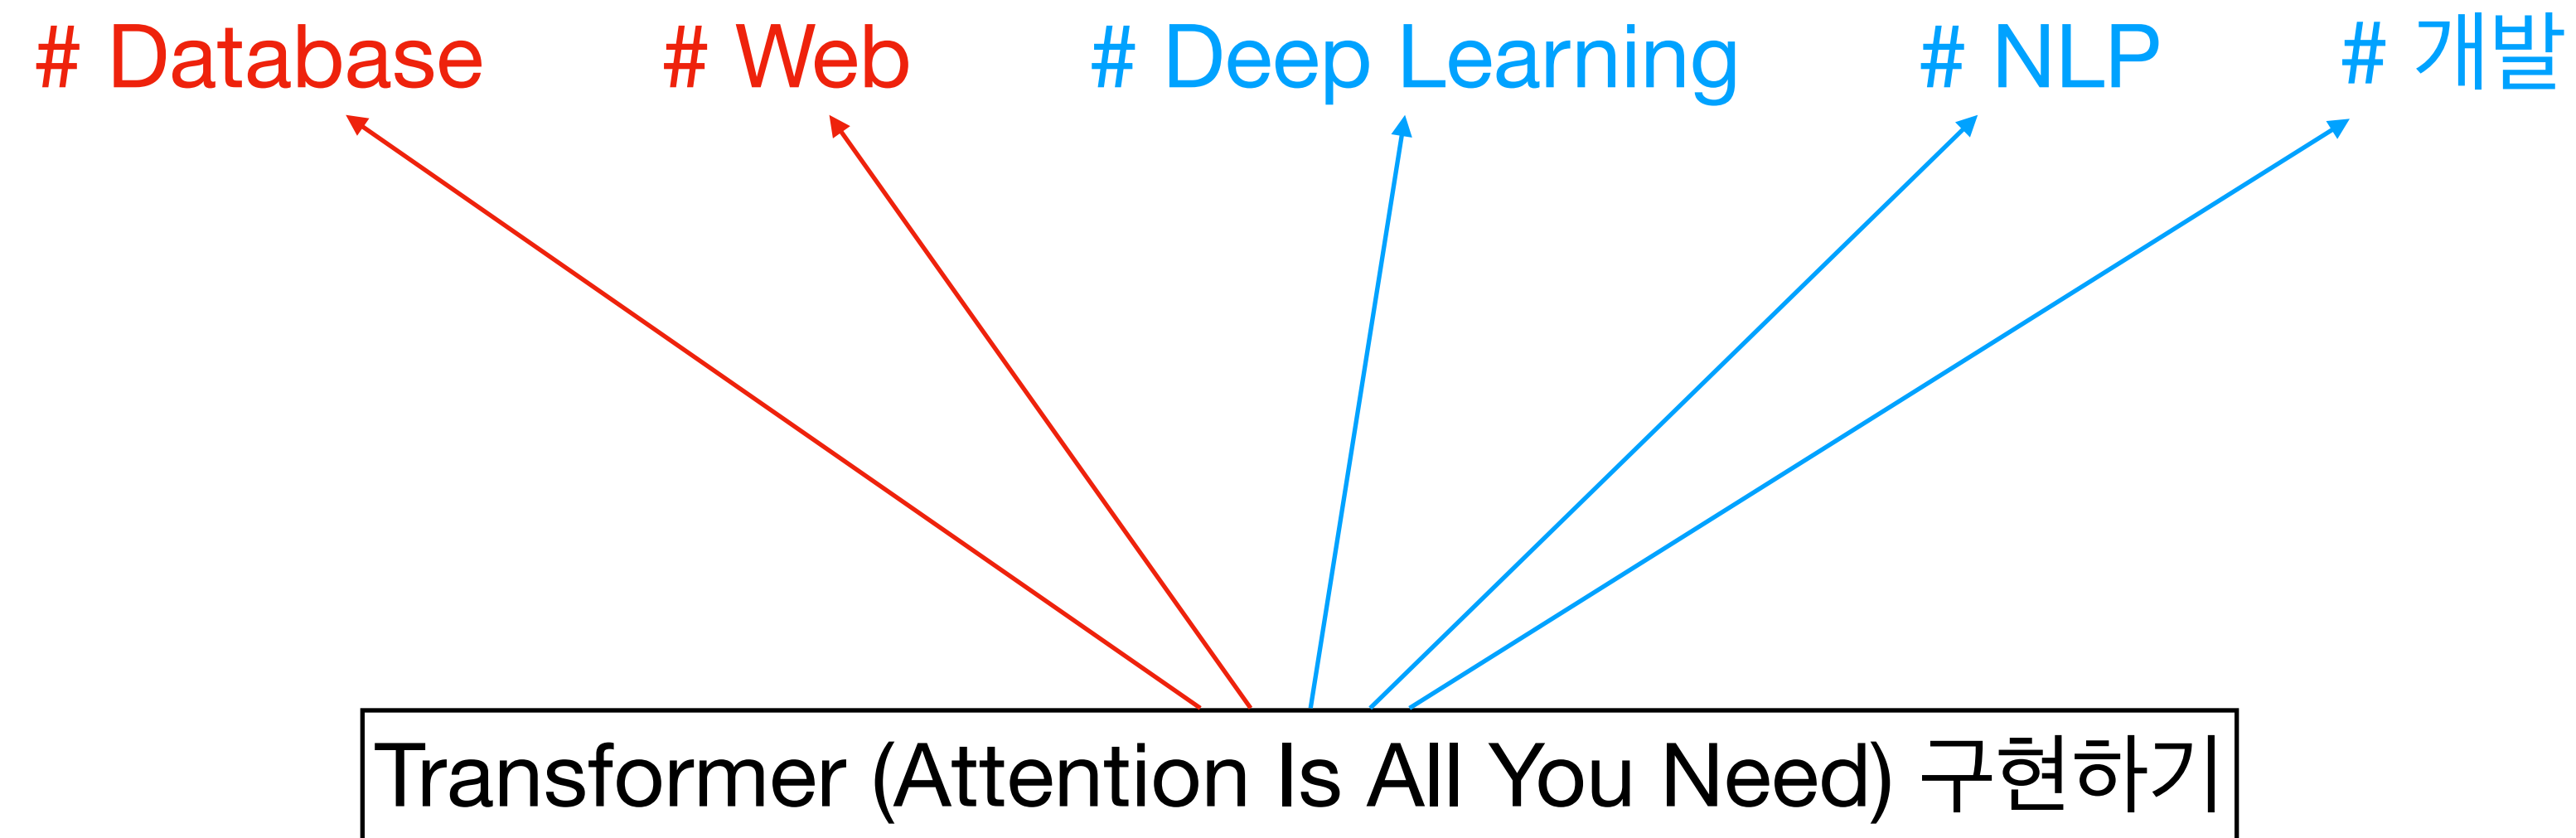 # Database # Web # Deep Learning # NLP # 개발
Transformer (Attention Is All You Need) 구현하기